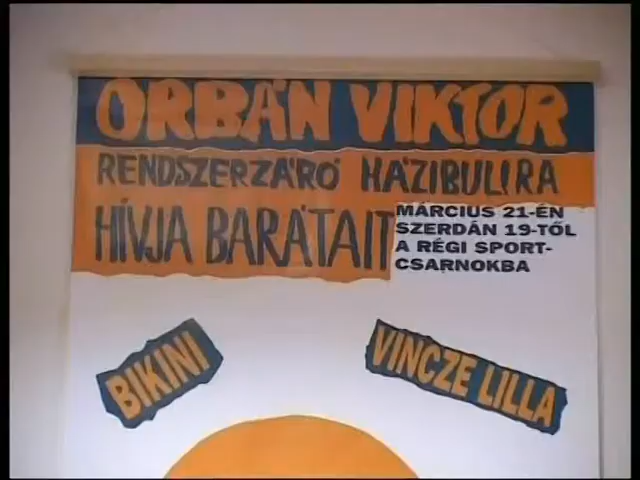 ORBÁN VIKTOR
RENDSZERZÁRÓ HÁZIBULIRA
HÍVJA BARÁTAIT
MÁRCIUS 21-ÉN
SZERDÁN 19-TŐL
A RÉGI SPORT-
CSARNOKBA
BIKINI
VINCZE LILLA